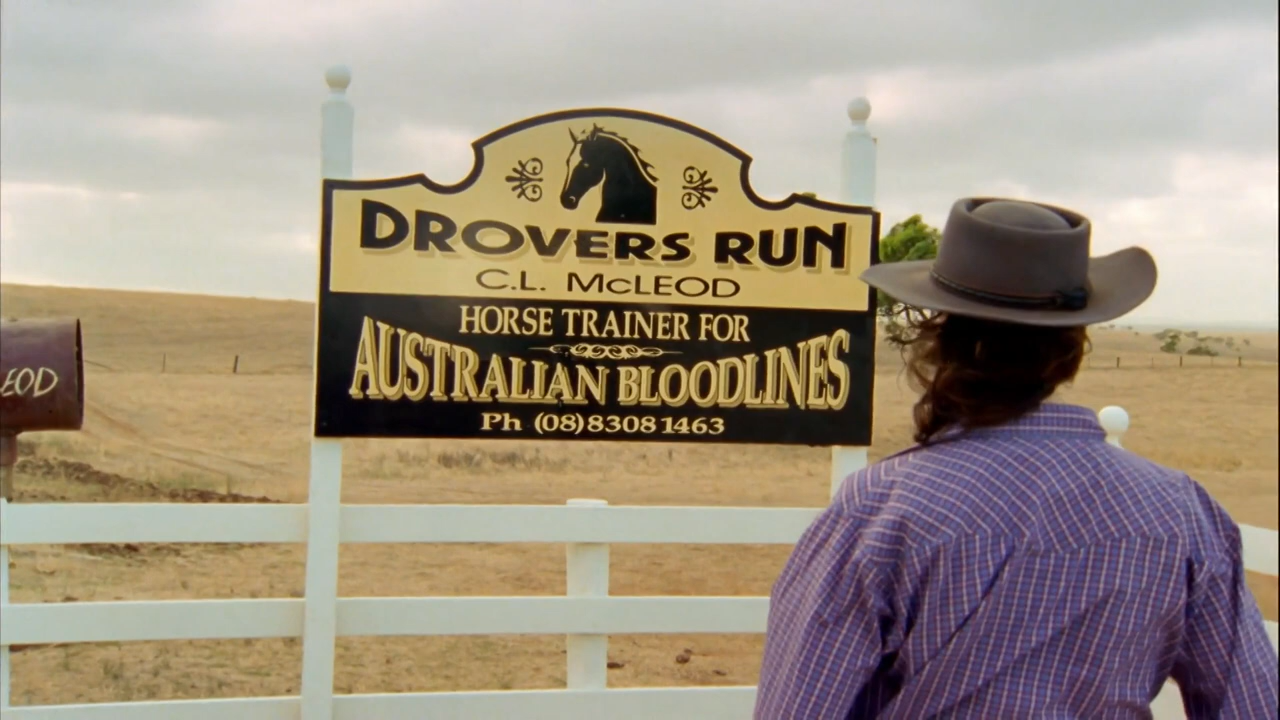 DROVERS RUN
C.L. McLEOD
HORSE TRAINER FOR
AUSTRALIAN BLOODLINES
Ph (08) 8308 1463
EOD